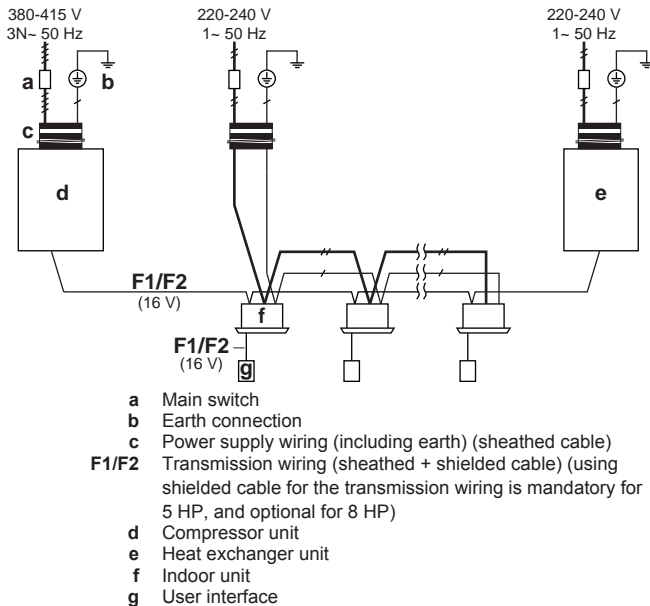 380-415 V
3N~ 50 Hz
220-240 V
1~ 50 Hz
220-240 V
1~ 50 Hz
a
b
c
d
e
F1/F2
(16 V)
f
F1/F2
(16 V)
g
a Main switch
b Earth connection
c Power supply wiring (including earth) (sheathed cable)
F1/F2 Transmission wiring (sheathed + shielded cable) (using
shielded cable for the transmission wiring is mandatory for
5 HP, and optional for 8 HP)
d Compressor unit
e Heat exchanger unit
f Indoor unit
g User interface